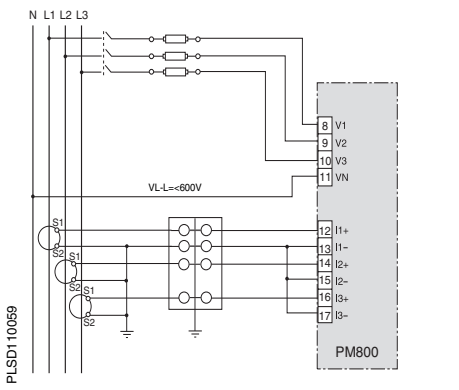 N L1 L2 L3
8 V1
9 V2
10 V3
11 VN
VL-L=<600V
S1
12 I1+
13 I1−
S2
S1
14 I2+
15 I2−
S2
S1
16 I3+
17 I3−
S2
PM800
PLSD110059